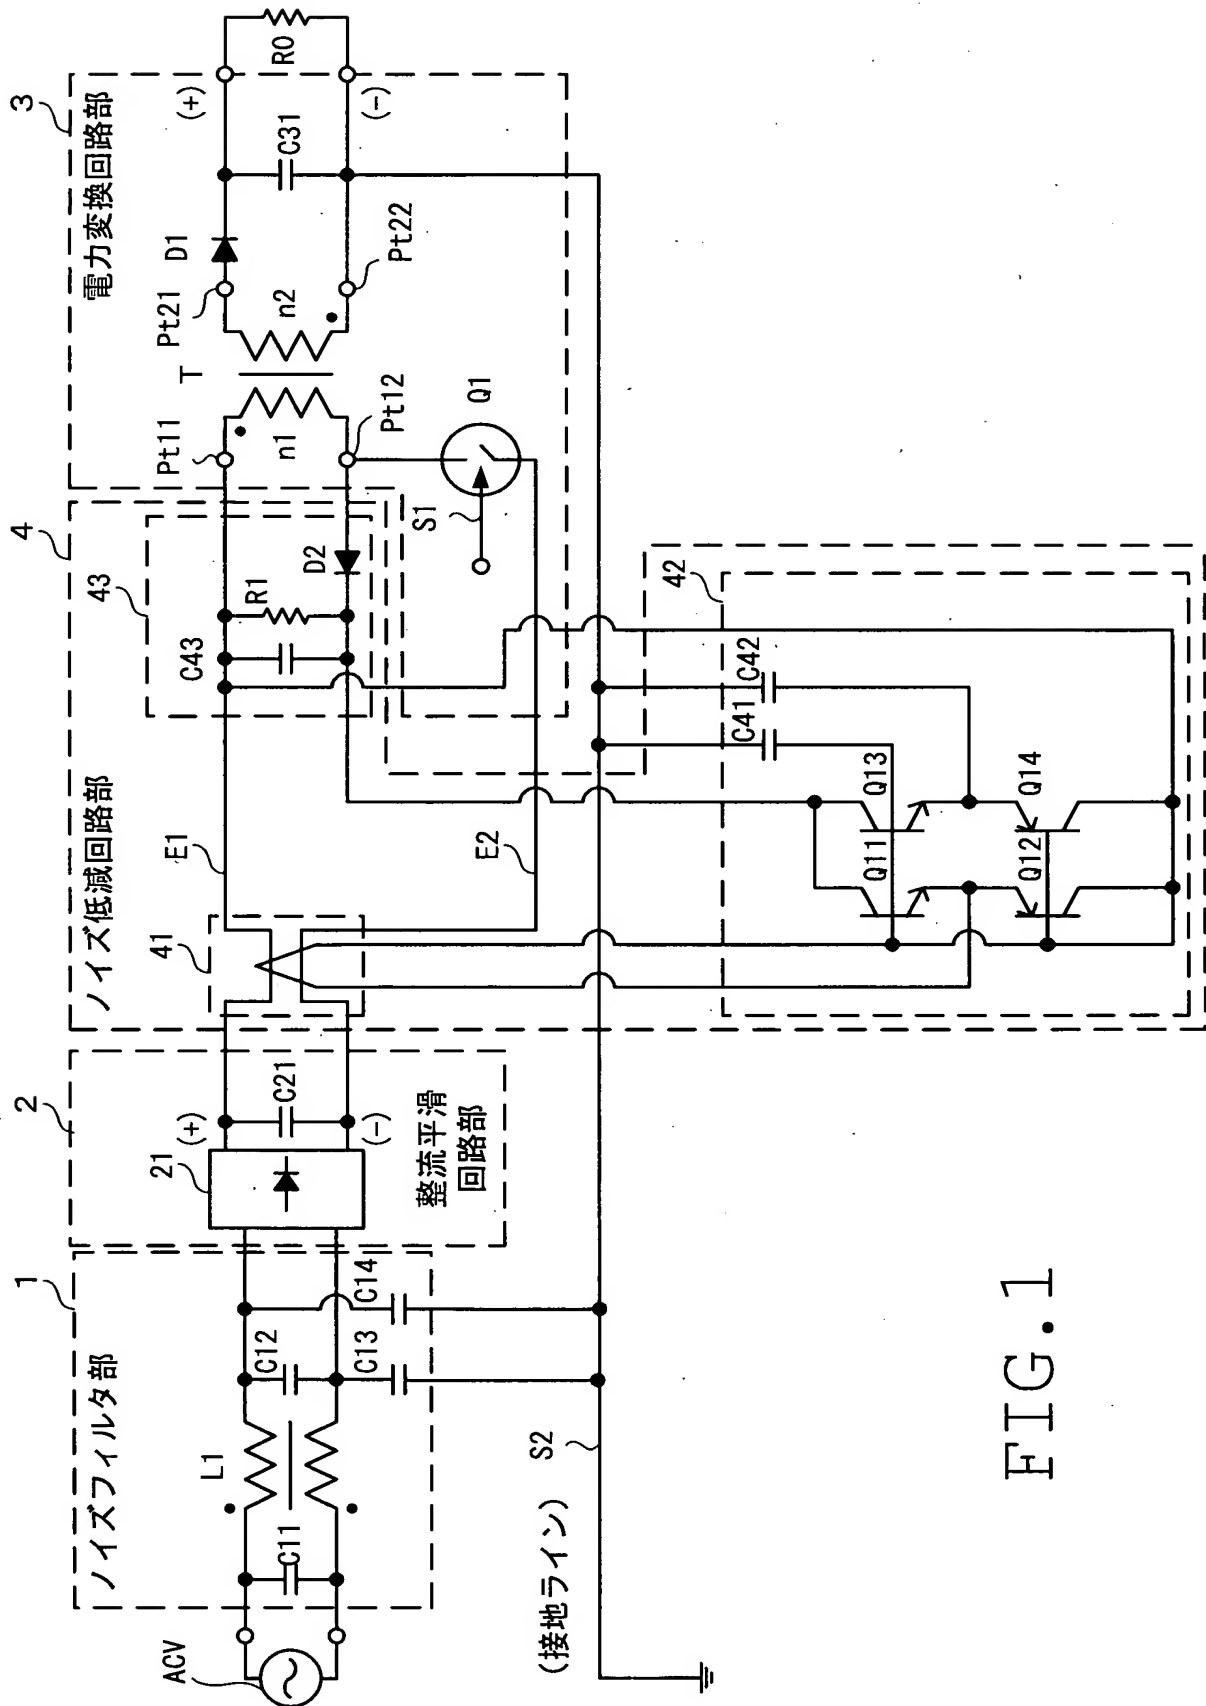 ACV
1
ノイズフィルタ部
C11
L1
C12
C13
C14
2
21
(+)
C21
(-)
整流平滑
回路部
4
ノイズ低減回路部
41
E1
E2
43
C43
R1
D2
3
電力変換回路部
Pt11
n1
Pt12
T
Pt21
n2
Pt22
D1
C31
(+)
(-)
R0
Q1
S1
42
C41
C42
Q11
Q13
Q12
Q14
S2
(接地ライン)
FIG.1